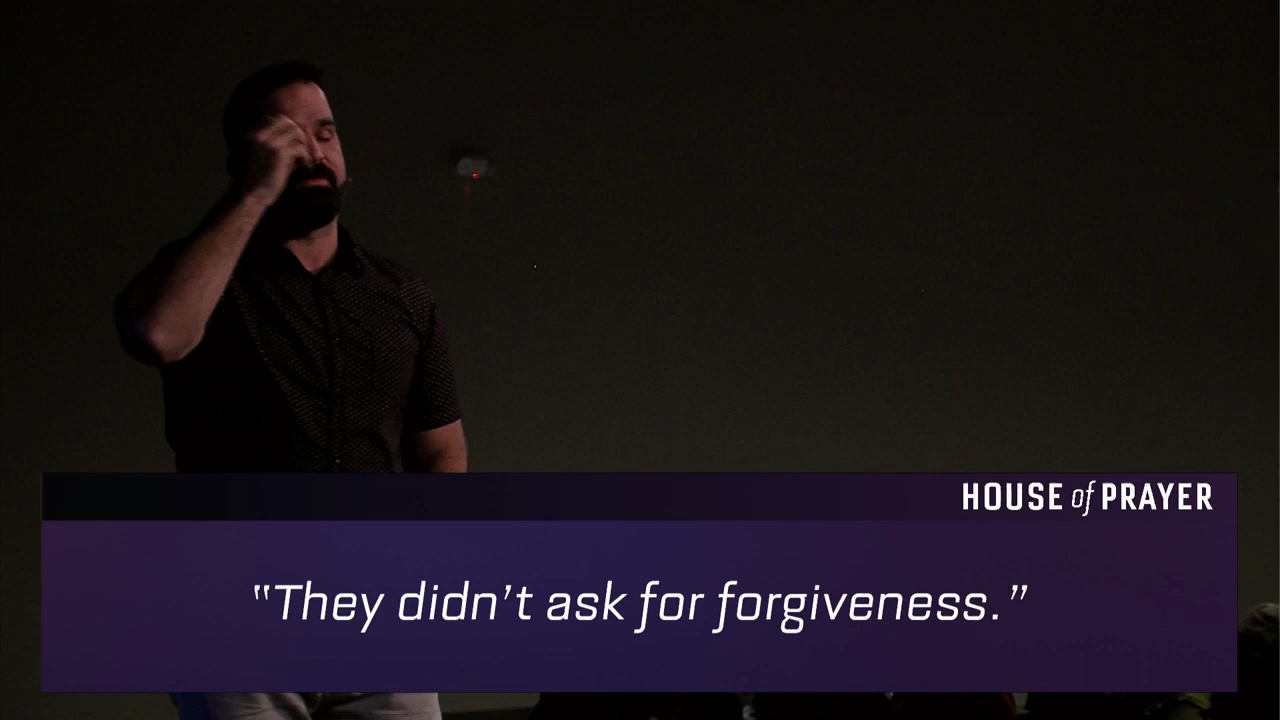 HOUSE of PRAYER
“They didn’t ask for forgiveness.”